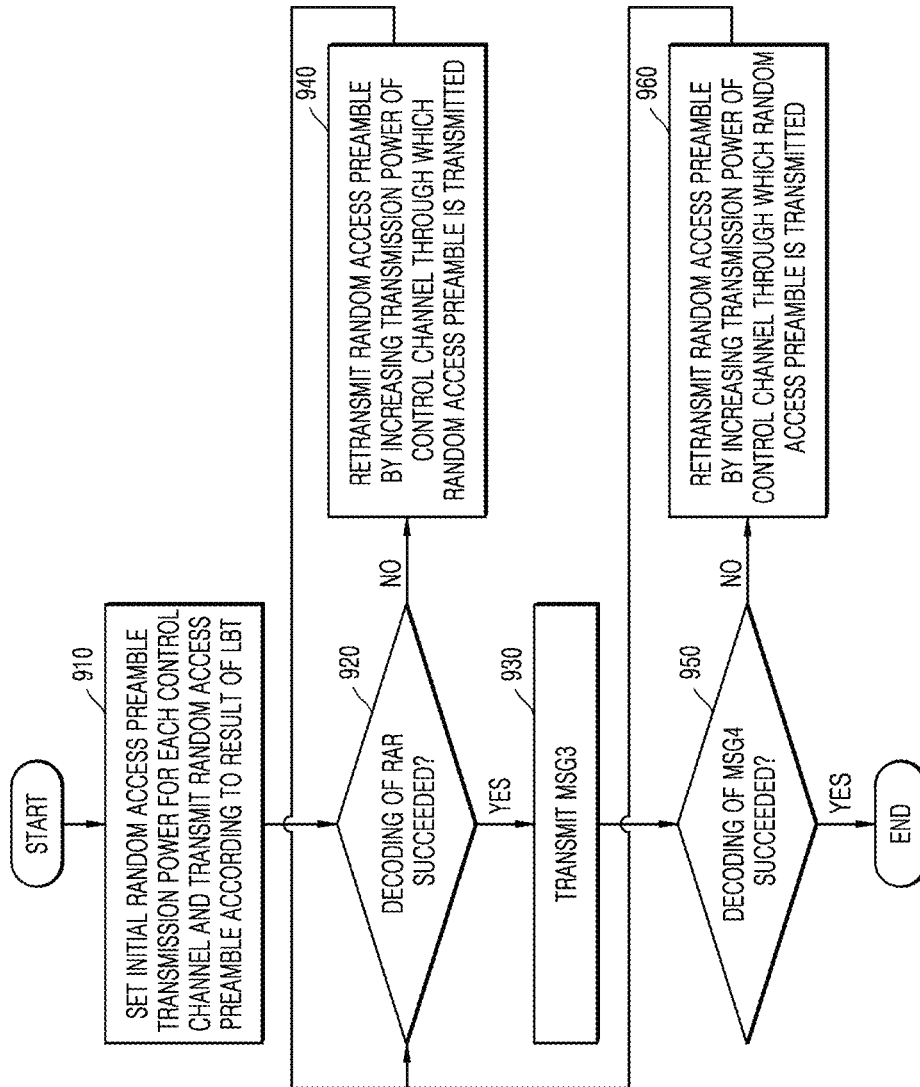 START
910
SET INITIAL RANDOM ACCESS PREAMBLE
TRANSMISSION POWER FOR EACH CONTROL
CHANNEL AND TRANSMIT RANDOM ACCESS
PREAMBLE ACCORDING TO RESULT OF LBT
920
DECODING OF RAR
SUCCEEDED?
NO
YES
940
RETRANSMIT RANDOM ACCESS PREAMBLE
BY INCREASING TRANSMISSION POWER OF
CONTROL CHANNEL THROUGH WHICH
RANDOM ACCESS PREAMBLE IS TRANSMITTED
930
TRANSMIT MSG3
950
DECODING OF MSG4
SUCCEEDED?
NO
YES
960
RETRANSMIT RANDOM ACCESS PREAMBLE
BY INCREASING TRANSMISSION POWER OF
CONTROL CHANNEL THROUGH WHICH RANDOM
ACCESS PREAMBLE IS TRANSMITTED
END